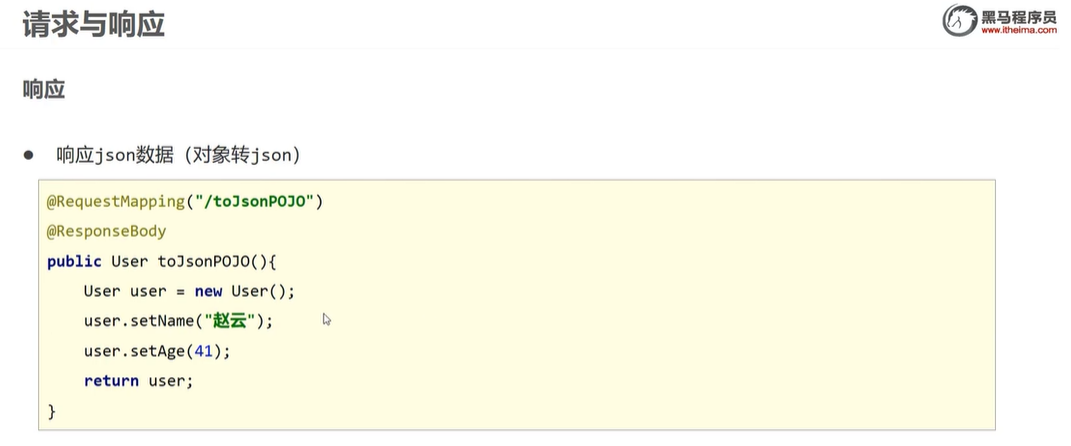 请求与响应
黑马程序员
www.itheima.com
响应
● 响应json数据（对象转json）
@RequestMapping("/toJsonPOJO")
@ResponseBody
public User toJsonPOJO(){
    User user = new User();
    user.setName("赵云");
    user.setAge(41);
    return user;
}